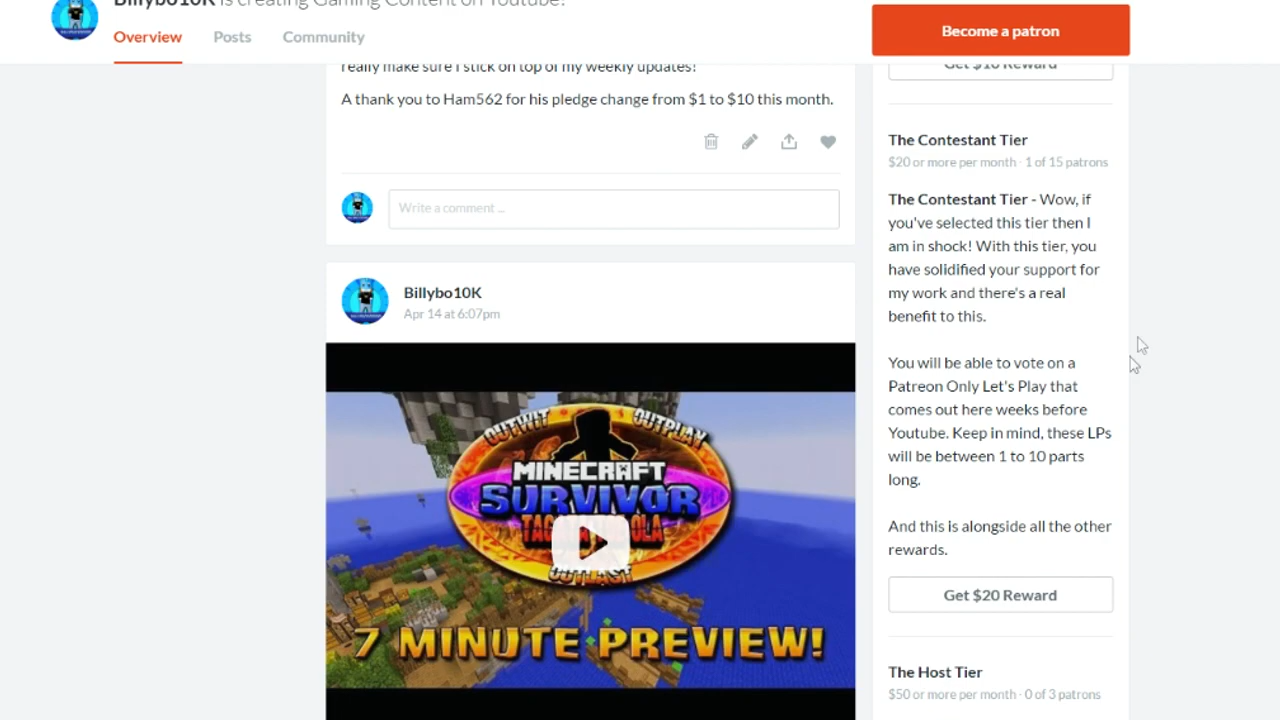 Billybo10K is creating Gaming Content on Youtube!
Overview
Posts
Community
Become a patron
really make sure I stick on top of my weekly updates!
A thank you to Ham562 for his pledge change from $1 to $10 this month.
Write a comment ...
Billybo10K
Apr 14 at 6:07pm
OUTWIT OUTPLAY
MINECRAFT
SURVIVOR
OUTLAST
7 MINUTE PREVIEW!
Get $10 Reward
The Contestant Tier
$20 or more per month · 1 of 15 patrons
The Contestant Tier - Wow, if
you've selected this tier then I
am in shock! With this tier, you
have solidified your support for
my work and there's a real
benefit to this.
You will be able to vote on a
Patreon Only Let's Play that
comes out here weeks before
Youtube. Keep in mind, these LPs
will be between 1 to 10 parts
long.
And this is alongside all the other
rewards.
Get $20 Reward
The Host Tier
$50 or more per month · 0 of 3 patrons